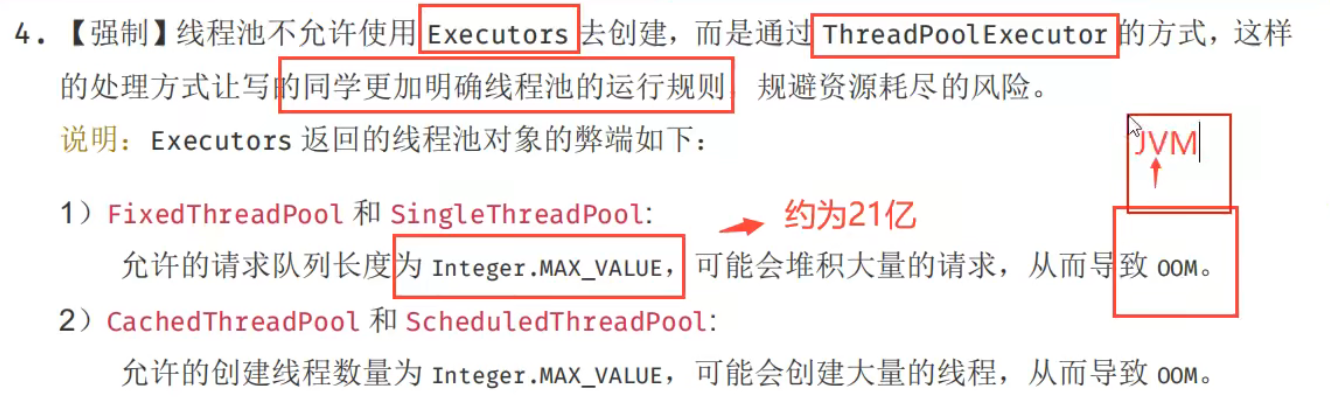 4. 【强制】线程池不允许使用 Executors 去创建，而是通过 ThreadPoolExecutor 的方式，这样
的处理方式让写的同学更加明确线程池的运行规则，规避资源耗尽的风险。
说明：Executors 返回的线程池对象的弊端如下：
JVM
1）FixedThreadPool 和 SingleThreadPool:
约为21亿
允许的请求队列长度为 Integer.MAX_VALUE，可能会堆积大量的请求，从而导致 OOM。
2）CachedThreadPool 和 ScheduledThreadPool:
允许的创建线程数量为 Integer.MAX_VALUE，可能会创建大量的线程，从而导致 OOM。